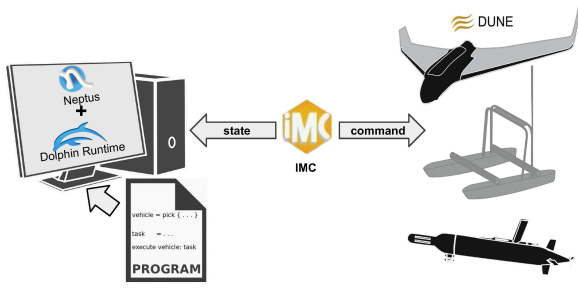 DUNE
Neptus
+
Dolphin Runtime
state
iMC
command
IMC
vehicle = pick { . . . }
task = . . .
execute vehicle: task
PROGRAM